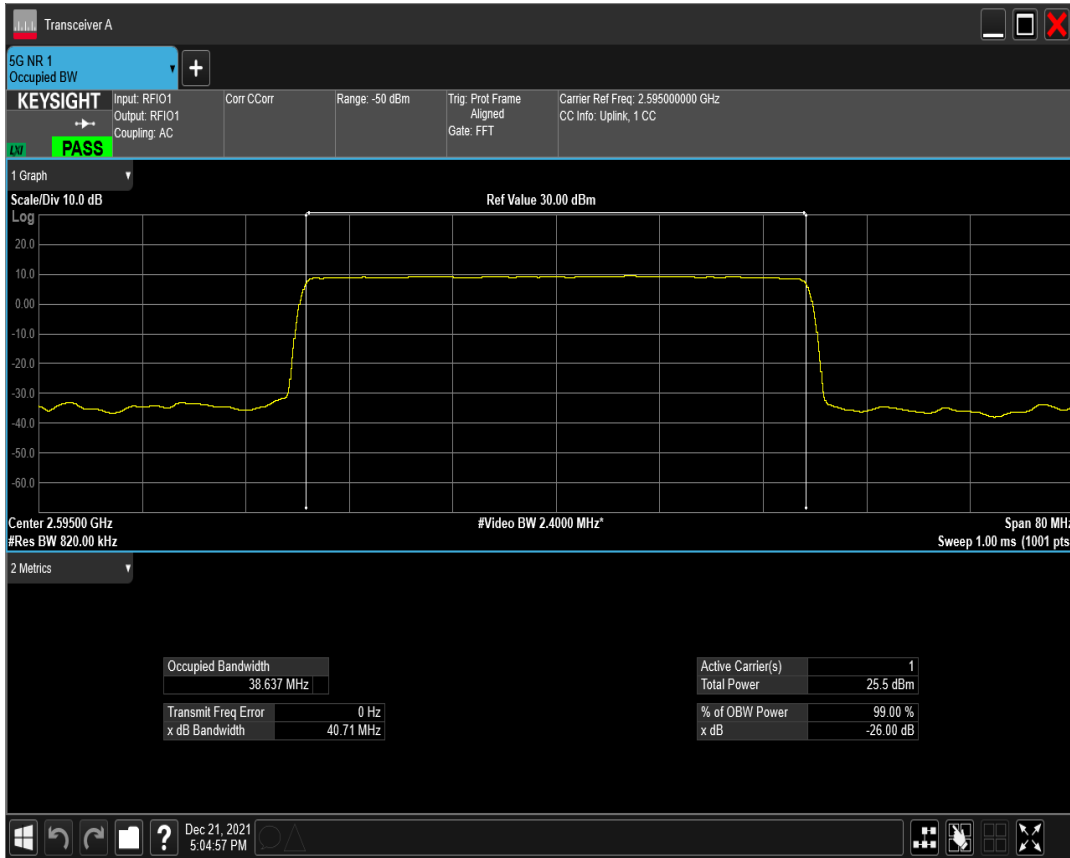 Transceiver A
5G NR 1
Occupied BW
KEYSIGHT
LXI
PASS
Input: RFIO1
Output: RFIO1
Coupling: AC
Corr CCorr
Range: -50 dBm
Trig: Prot Frame
Aligned
Gate: FFT
Carrier Ref Freq: 2.595000000 GHz
CC Info: Uplink, 1 CC
1 Graph
Scale/Div 10.0 dB
Ref Value 30.00 dBm
Log
20.0
10.0
0.00
-10.0
-20.0
-30.0
-40.0
-50.0
-60.0
Center 2.59500 GHz
#Video BW 2.4000 MHz*
Span 80 MHz
#Res BW 820.00 kHz
Sweep 1.00 ms (1001 pts
2 Metrics
Occupied Bandwidth
38.637 MHz
Transmit Freq Error 0 Hz
x dB Bandwidth 40.71 MHz
Active Carrier(s) 1
Total Power 25.5 dBm
% of OBW Power 99.00 %
x dB -26.00 dB
?
Dec 21, 2021
5:04:57 PM